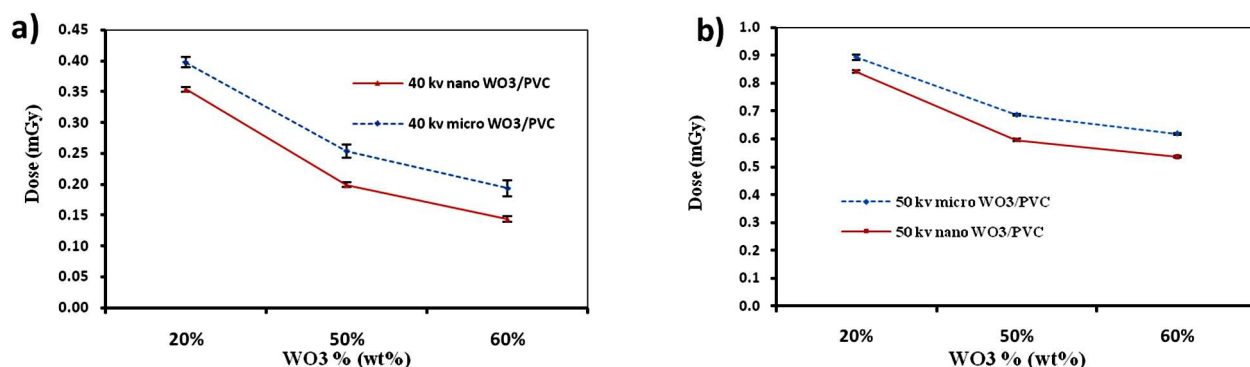 a)
Dose (mGy)
0.45
0.40
0.35
0.30
0.25
0.20
0.15
0.10
0.05
0.00
40 kv nano WO3/PVC
40 kv micro WO3/PVC
20%
50%
60%
WO3 % (wt%)
b)
Dose (mGy)
1.0
0.9
0.8
0.7
0.6
0.5
0.4
0.3
0.2
0.1
0.0
50 kv micro WO3/PVC
50 kv nano WO3/PVC
20%
50%
60%
WO3 % (wt%)